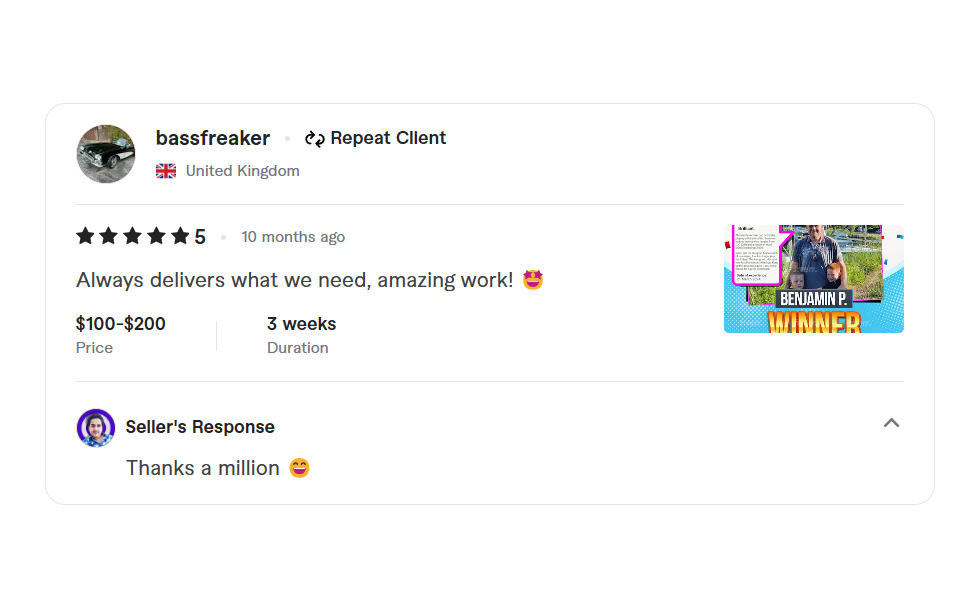 bassfreaker
Repeat Client
United Kingdom
5
10 months ago
Always delivers what we need, amazing work! 🤩
$100-$200
Price
3 weeks
Duration
BENJAMIN P.
WINNER
Seller's Response
Thanks a million 😄